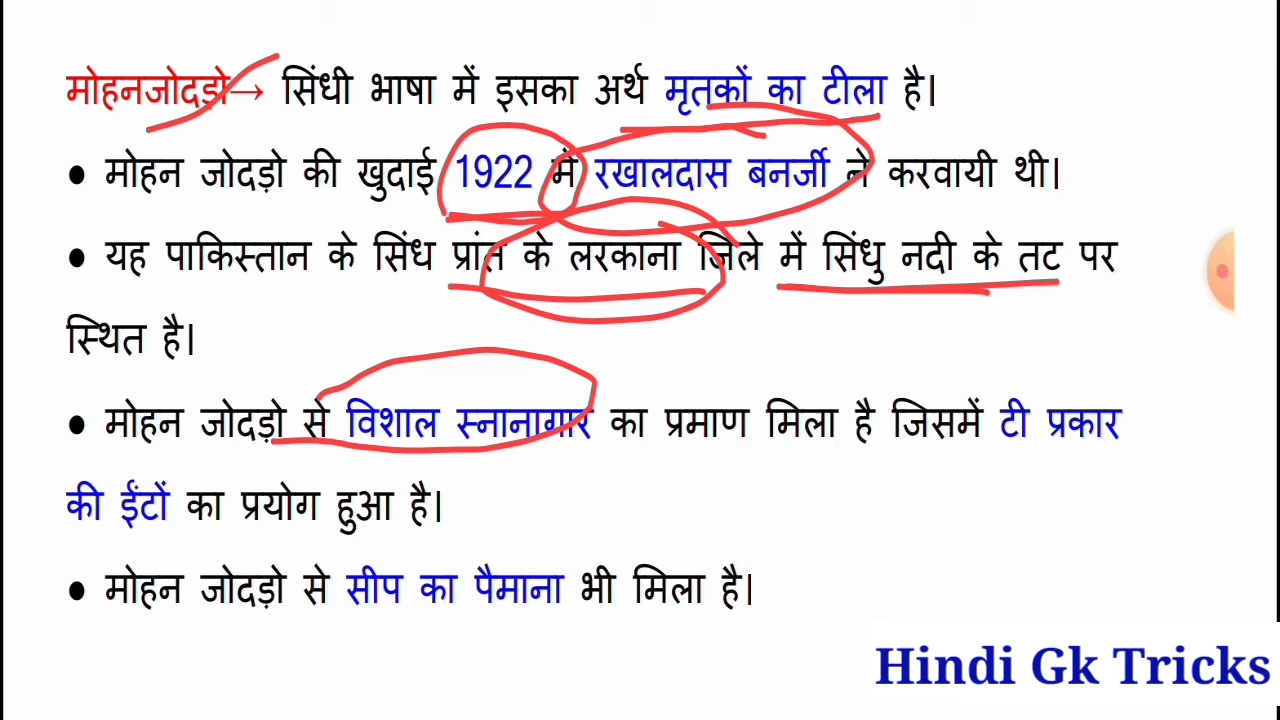 मोहनजोदड़ो→ सिंधी भाषा में इसका अर्थ मृतकों का टीला है।
● मोहन जोदड़ो की खुदाई 1922 में रखालदास बनर्जी ने करवायी थी।
● यह पाकिस्तान के सिंध प्रांत के लरकाना जिले में सिंधु नदी के तट पर
स्थित है।
● मोहन जोदड़ो से विशाल स्नानागार का प्रमाण मिला है जिसमें टी प्रकार
की ईंटों का प्रयोग हुआ है।
● मोहन जोदड़ो से सीप का पैमाना भी मिला है।
Hindi Gk Tricks